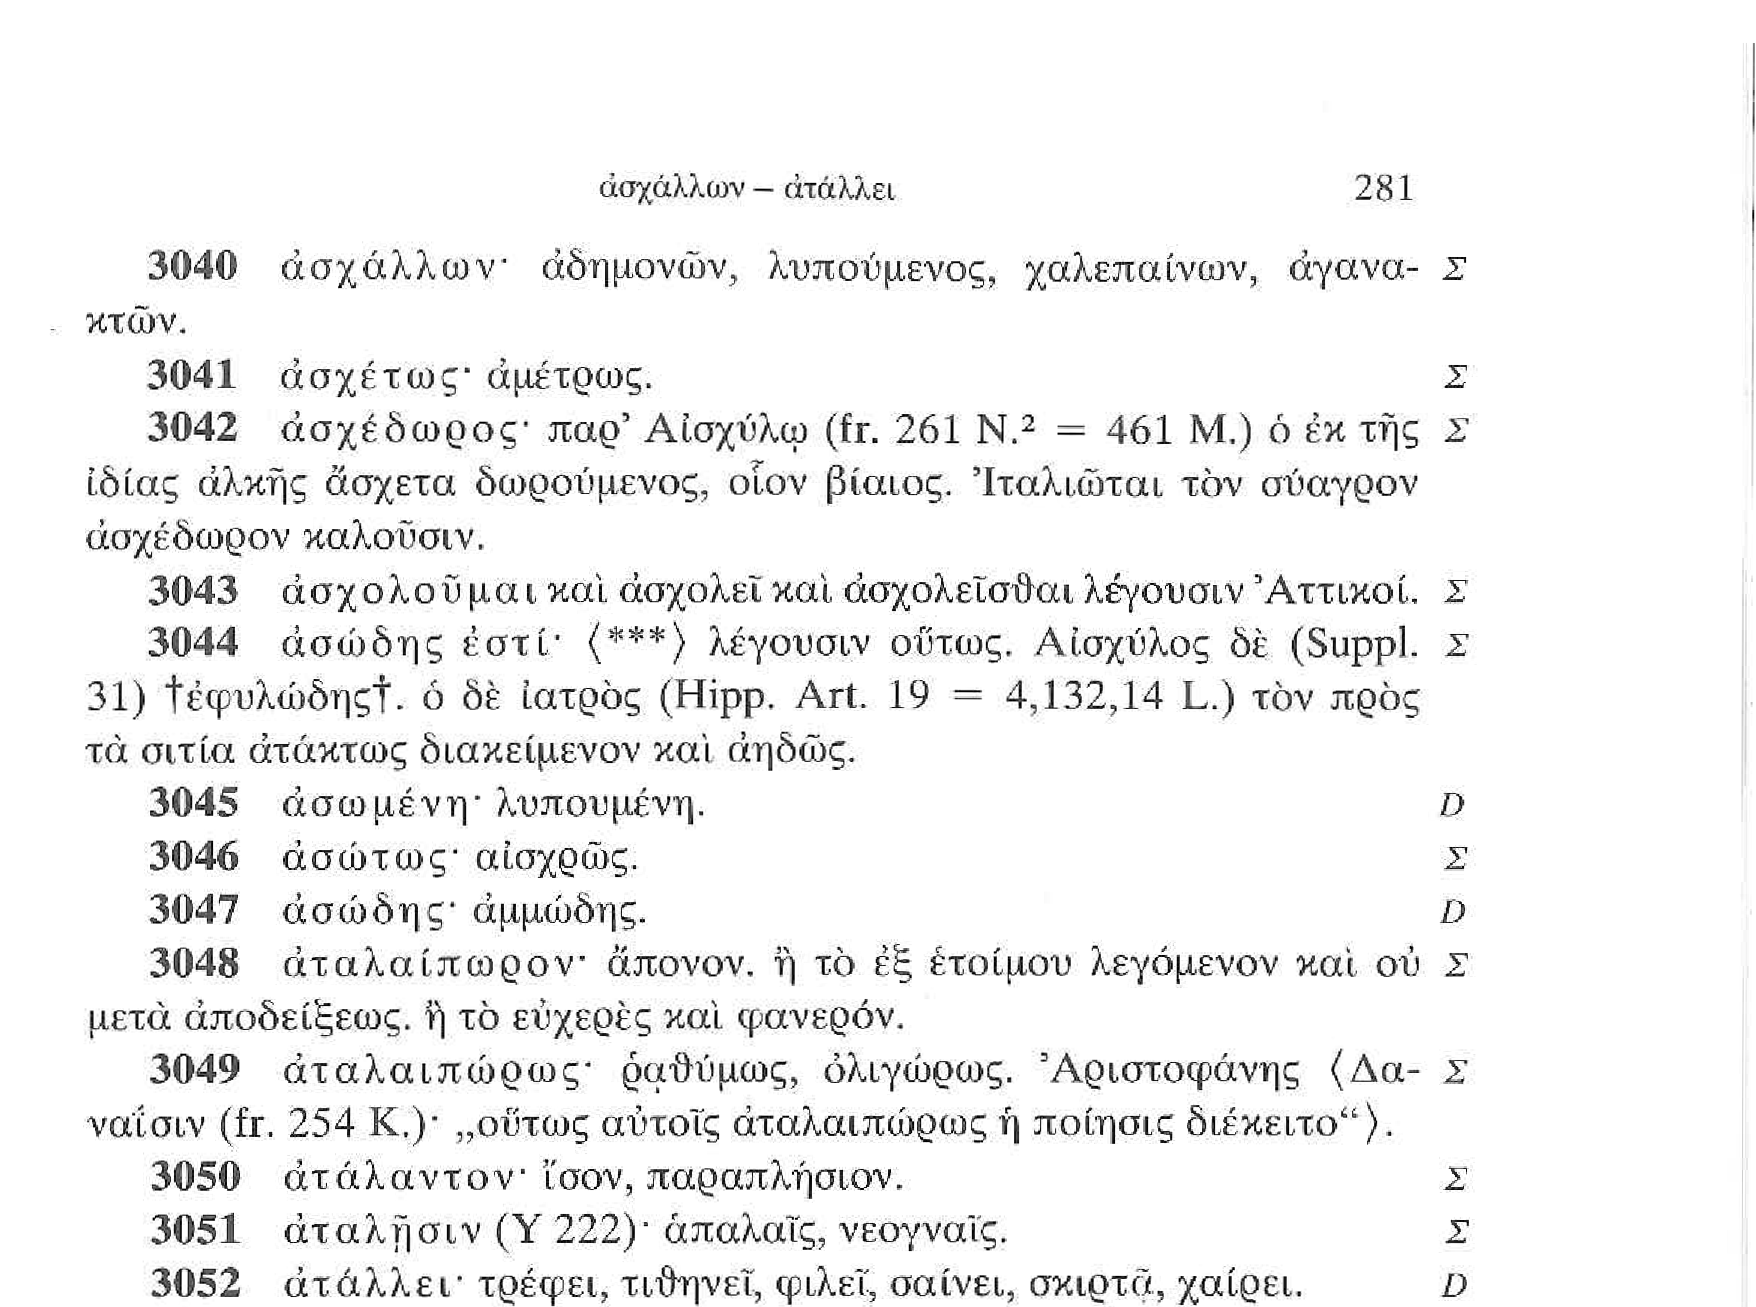 ἀσχάλλων – ἀτάλλει 281
3040 ἀσχάλλων· ἀδημονῶν, λυπούμενος, χαλεπαίνων, ἀγανα- Σ
κτῶν.
3041 ἀσχέτως· ἀμέτρως. Σ
3042 ἀσχέδωρος· παρ’ Αἰσχύλῳ (fr. 261 N.² = 461 M.) ὁ ἐκ τῆς Σ
ἰδίας ἀλκῆς ἄσχετα δωρούμενος, οἷον βίαιος. Ἰταλιῶται τὸν σύαγρον
ἀσχέδωρον καλοῦσιν.
3043 ἀσχολοῦμαι καὶ ἀσχολεῖ καὶ ἀσχολεῖσθαι λέγουσιν Ἀττικοί. Σ
3044 ἀσώδης ἐστί· ⟨***⟩ λέγουσιν οὕτως. Αἰσχύλος δὲ (Suppl. Σ
31) †ἐφυλώδης†. ὁ δὲ ἰατρὸς (Hipp. Art. 19 = 4,132,14 L.) τὸν πρὸς
τὰ σιτία ἀτάκτως διακείμενον καὶ ἀηδῶς.
3045 ἀσωμένη· λυπουμένη. D
3046 ἀσώτως· αἰσχρῶς. Σ
3047 ἀσώδης· ἀμμώδης. D
3048 ἀταλαίπωρον· ἄπονον. ἢ τὸ ἐξ ἑτοίμου λεγόμενον καὶ οὐ Σ
μετὰ ἀποδείξεως. ἢ τὸ εὐχερὲς καὶ φανερόν.
3049 ἀταλαιπώρως· ῥᾳθύμως, ὀλιγώρως. Ἀριστοφάνης ⟨Δα- Σ
ναΐσιν (fr. 254 K.)· „οὕτως αὐτοῖς ἀταλαιπώρως ἡ ποίησις διέκειτο“⟩.
3050 ἀτάλαντον· ἴσον, παραπλήσιον. Σ
3051 ἀταλῇσιν (Υ 222)· ἁπαλαῖς, νεογναῖς. Σ
3052 ἀτάλλει· τρέφει, τιθηνεῖ, φιλεῖ, σαίνει, σκιρτᾷ, χαίρει. D